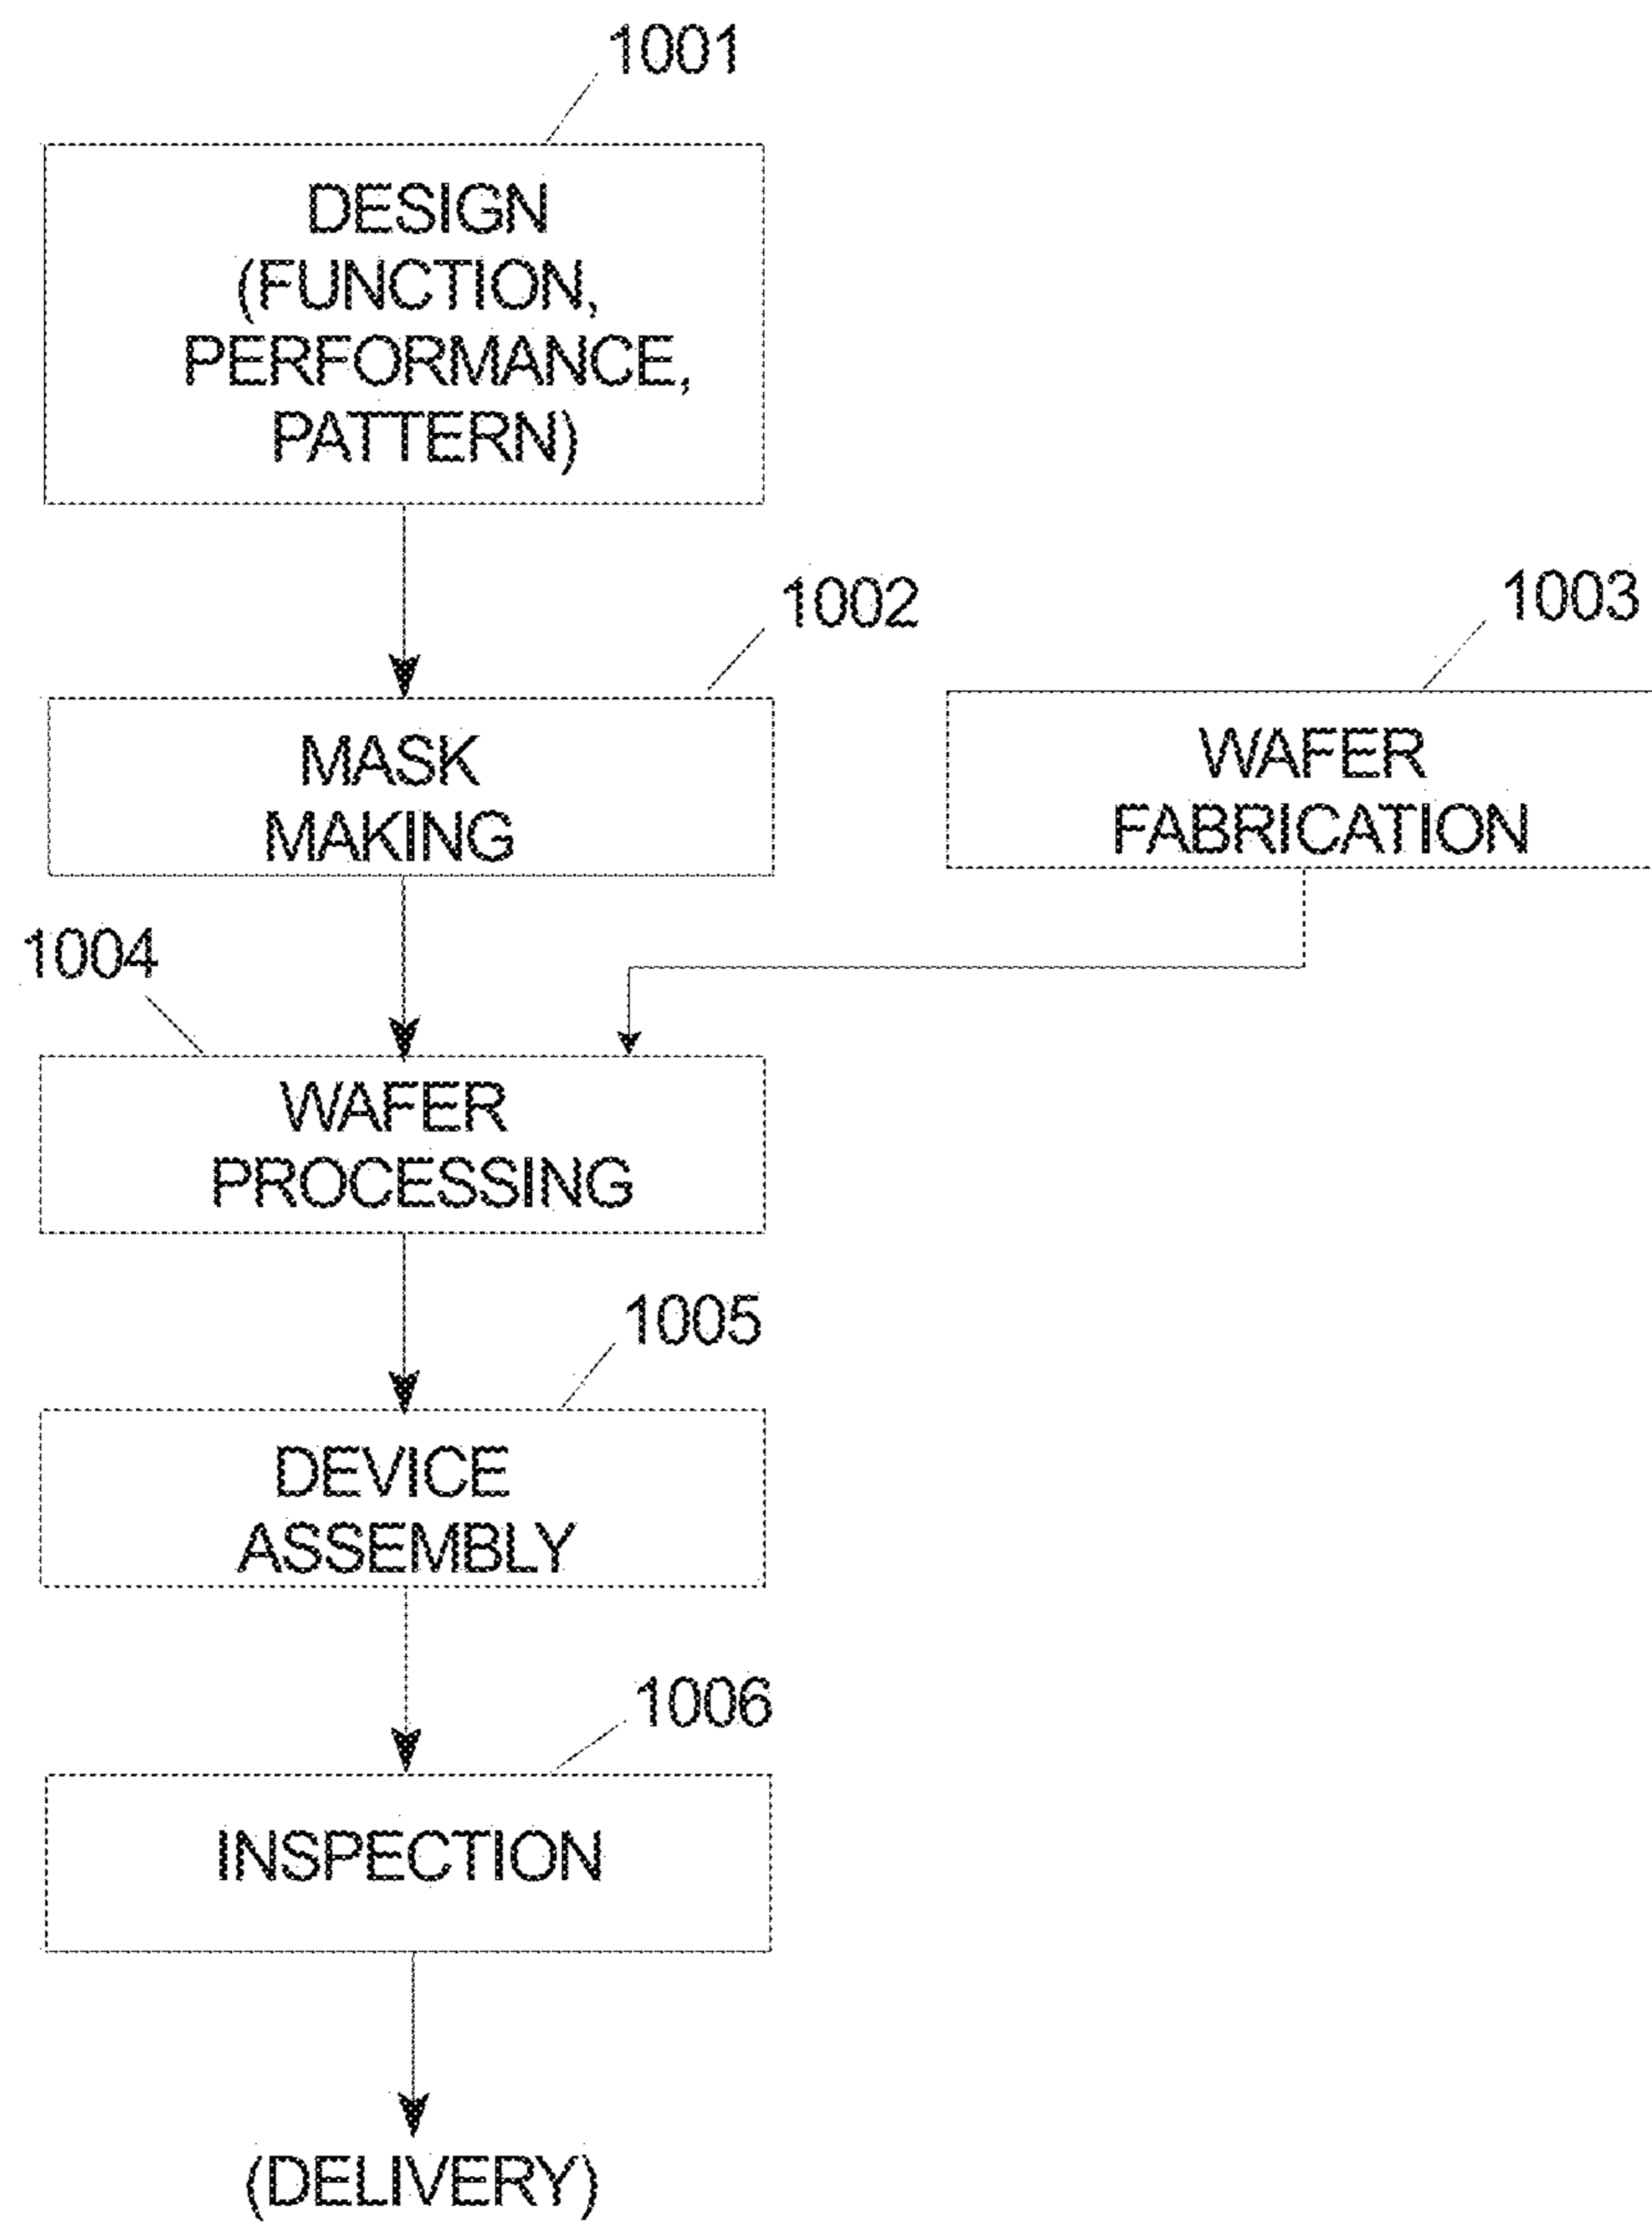 1001
DESIGN
(FUNCTION,
PERFORMANCE,
PATTERN)
1002
MASK
MAKING
1003
WAFER
FABRICATION
1004
WAFER
PROCESSING
1005
DEVICE
ASSEMBLY
1006
INSPECTION
(DELIVERY)